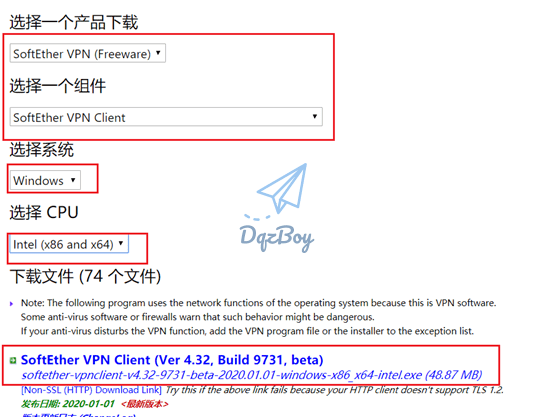 选择一个产品下载
SoftEther VPN (Freeware)
选择一个组件
SoftEther VPN Client
选择系统
Windows
选择 CPU
Intel (x86 and x64)
DqzBoy
下载文件 (74 个文件)
Note: The following program uses the network functions of the operating system because this is VPN software.
Some anti-virus software or firewalls warn that such behavior might be dangerous.
If your anti-virus disturbs the VPN function, add the VPN program file or the installer to the exception list.
SoftEther VPN Client (Ver 4.32, Build 9731, beta)
softether-vpnclient-v4.32-9731-beta-2020.01.01-windows-x86_x64-intel.exe (48.87 MB)
[Non-SSL (HTTP) Download Link] Try this if the above link fails because your HTTP client doesn't support TLS 1.2.
发布日期: 2020-01-01 <最新版本>
版本更新日志 (ChangeLog)